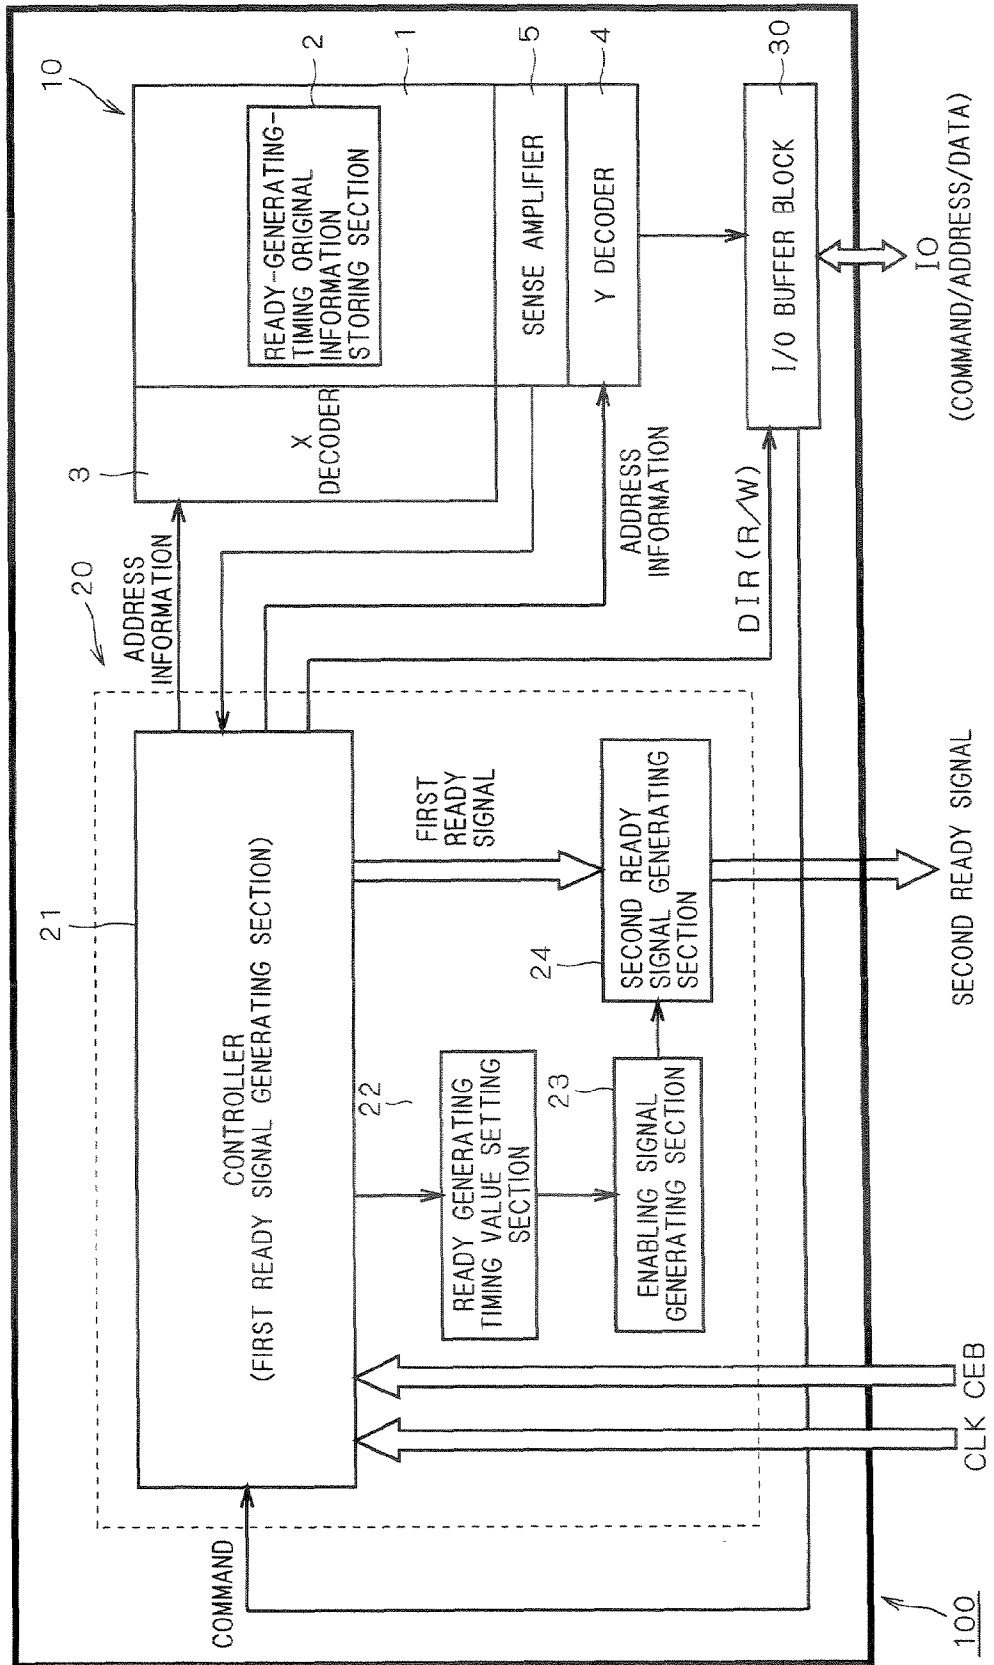 10
2
1
5
4
30
3
READY-GENERATING-
TIMING ORIGINAL
INFORMATION
STORING SECTION
X
DECODER
SENSE AMPLIFIER
Y DECODER
I/O BUFFER BLOCK
IO
(COMMAND/ADDRESS/DATA)
20
ADDRESS
INFORMATION
ADDRESS
INFORMATION
DIR(R/W)
21
CONTROLLER
(FIRST READY SIGNAL GENERATING SECTION)
FIRST
READY
SIGNAL
22
READY GENERATING
TIMING VALUE SETTING
SECTION
23
ENABLING SIGNAL
GENERATING SECTION
24
SECOND READY
SIGNAL GENERATING
SECTION
SECOND READY SIGNAL
COMMAND
CLK CEB
100